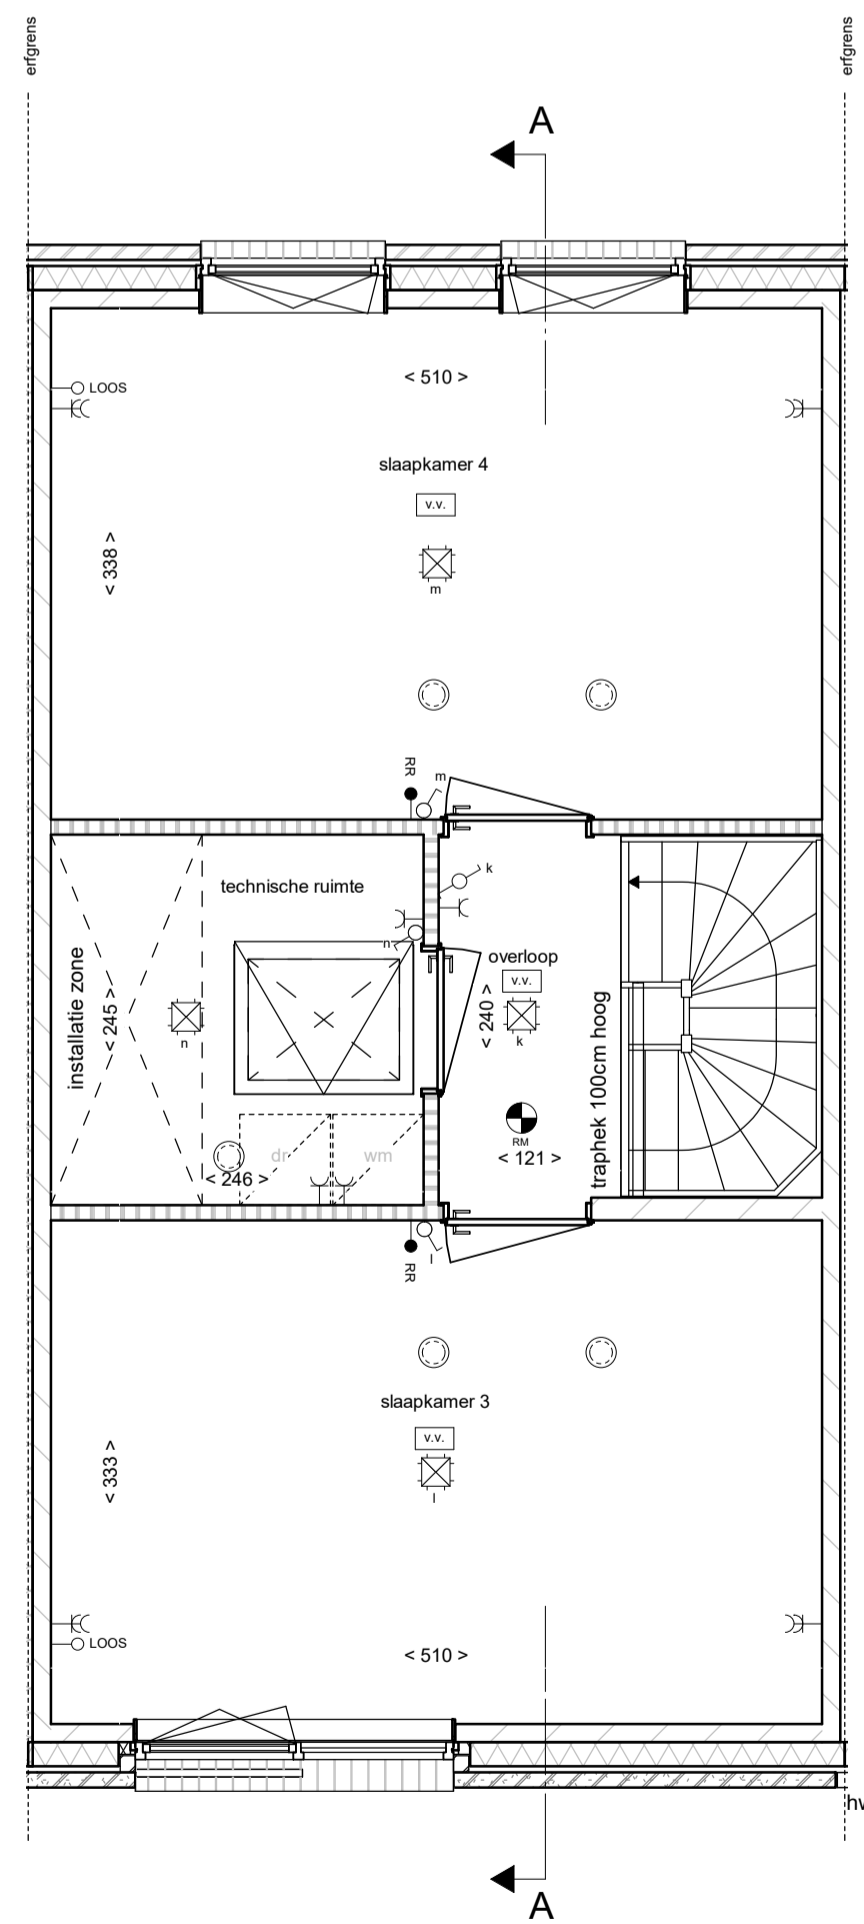 erfgrens
erfgrens
A
< 510 >
LOOS
slaapkamer 4
v.v.
< 338 >
m
RR
m
technische ruimte
k
n
overloop
v.v.
installatie zone
< 245 >
n
< 240 >
k
traphek 100cm hoog
RM
< 121 >
dr
wm
< 246 >
RR
l
slaapkamer 3
v.v.
< 333 >
l
LOOS
< 510 >
hv
A